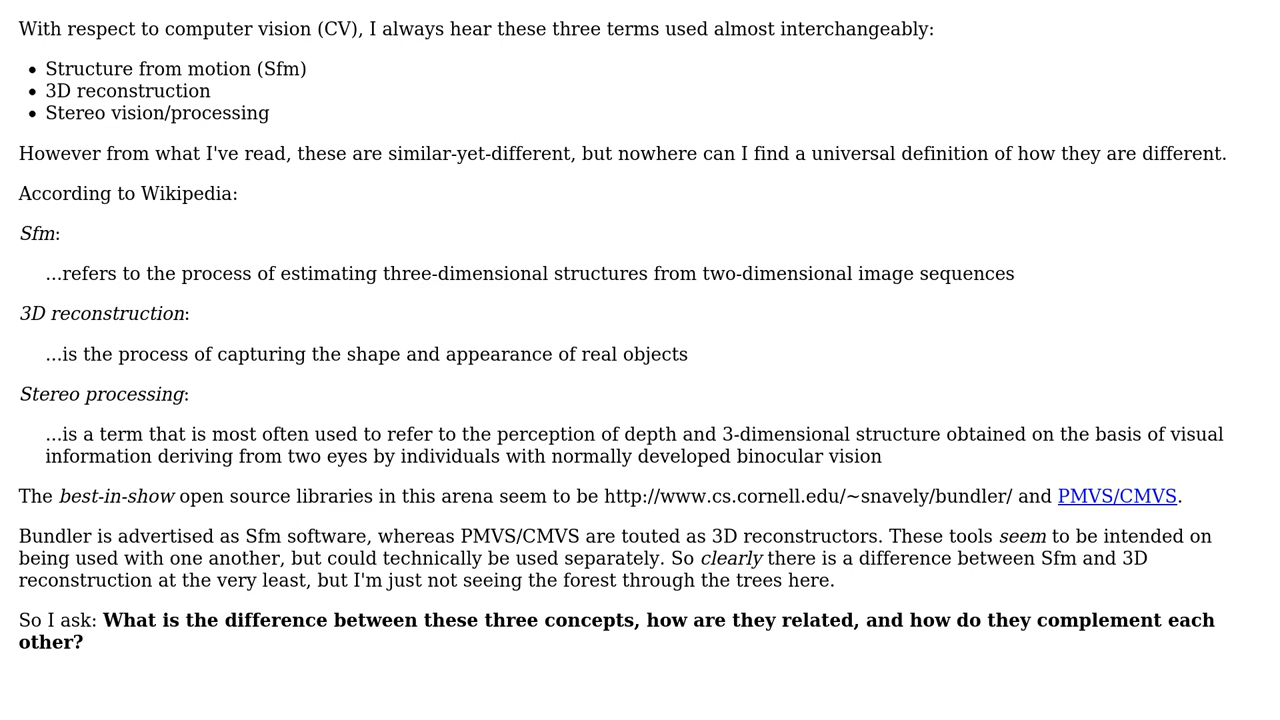 With respect to computer vision (CV), I always hear these three terms used almost interchangeably:
• Structure from motion (Sfm)
• 3D reconstruction
• Stereo vision/processing
However from what I've read, these are similar-yet-different, but nowhere can I find a universal definition of how they are different.
According to Wikipedia:
Sfm:
...refers to the process of estimating three-dimensional structures from two-dimensional image sequences
3D reconstruction:
...is the process of capturing the shape and appearance of real objects
Stereo processing:
...is a term that is most often used to refer to the perception of depth and 3-dimensional structure obtained on the basis of visual
information deriving from two eyes by individuals with normally developed binocular vision
The best-in-show open source libraries in this arena seem to be http://www.cs.cornell.edu/~snavely/bundler/ and PMVS/CMVS.
Bundler is advertised as Sfm software, whereas PMVS/CMVS are touted as 3D reconstructors. These tools seem to be intended on
being used with one another, but could technically be used separately. So clearly there is a difference between Sfm and 3D
reconstruction at the very least, but I'm just not seeing the forest through the trees here.
So I ask: What is the difference between these three concepts, how are they related, and how do they complement each
other?